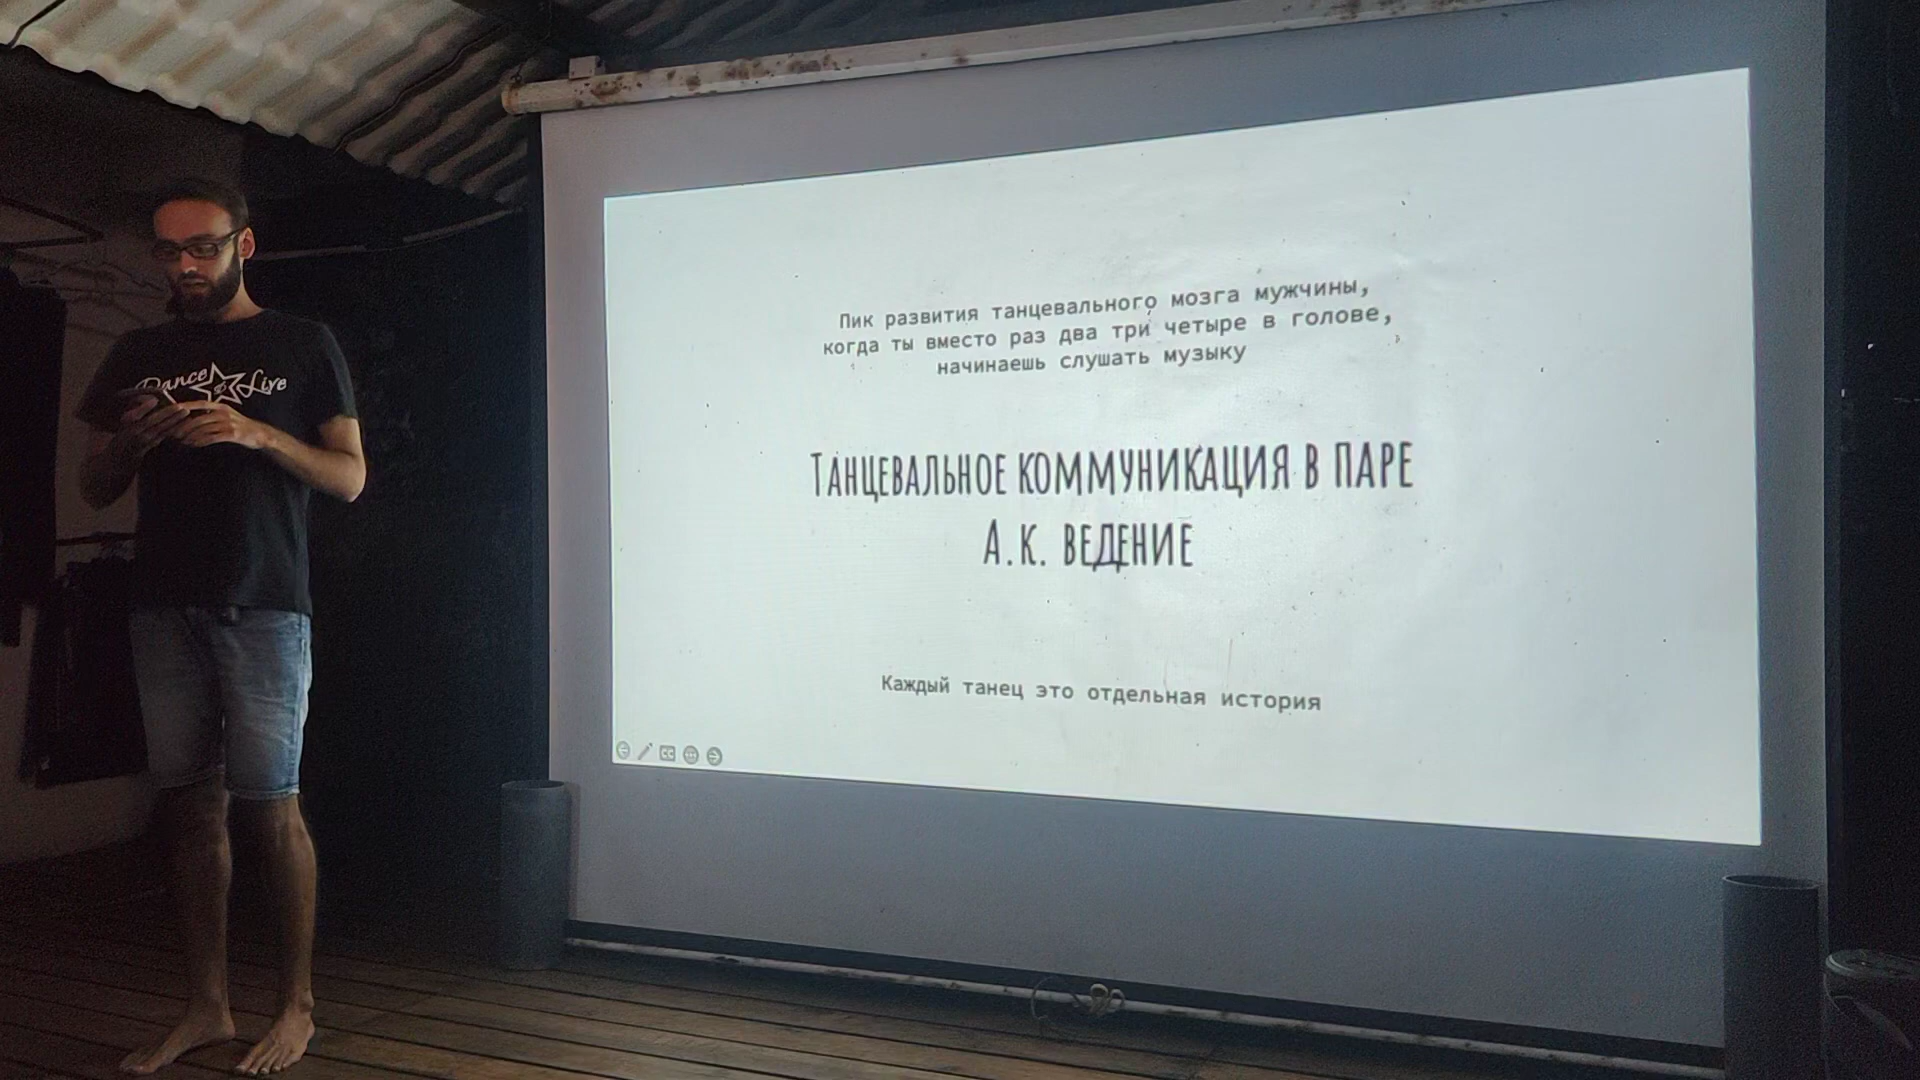 Dance Live
Пик развития танцевального мозга мужчины,
когда ты вместо раз два три четыре в голове,
начинаешь слушать музыку
Танцевальное коммуникация в паре
А.к. ведение
Каждый танец это отдельная история
CC